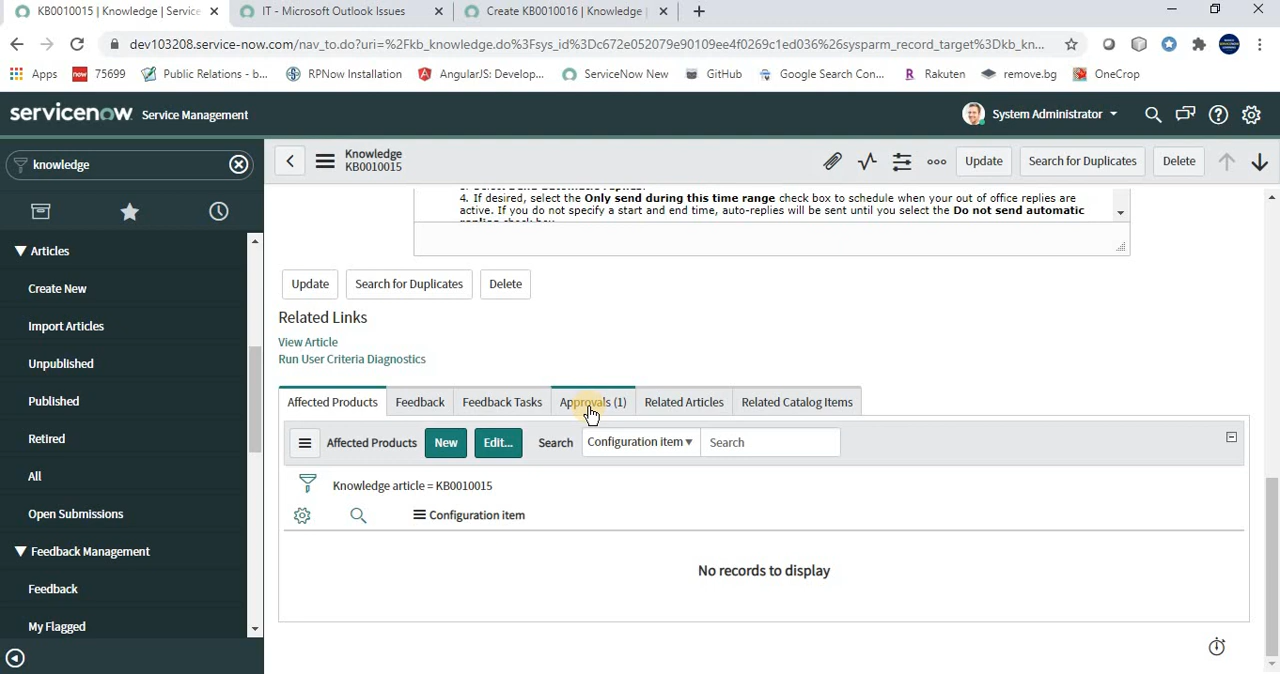 KB0010015 | Knowledge | Service
IT - Microsoft Outlook Issues
Create KB0010016 | Knowledge |
dev103208.service-now.com/nav_to.do?uri=%2Fkb_knowledge.do%3Fsys_id%3Dc672e052079e90109ee4f0269c1ed036%26sysparm_record_target%3Dkb_kn...
Apps
now
75699
Public Relations - b...
RPNow Installation
AngularJS: Develop...
ServiceNow New
GitHub
Google Search Con...
Rakuten
remove.bg
OneCrop
servicenow Service Management
System Administrator
knowledge
Knowledge
KB0010015
Update
Search for Duplicates
Delete
Articles
Create New
Import Articles
Unpublished
Published
Retired
All
Open Submissions
Feedback Management
Feedback
My Flagged
4. If desired, select the Only send during this time range check box to schedule when your out of office replies are
active. If you do not specify a start and end time, auto-replies will be sent until you select the Do not send automatic
Update
Search for Duplicates
Delete
Related Links
View Article
Run User Criteria Diagnostics
Affected Products
Feedback
Feedback Tasks
Approvals (1)
Related Articles
Related Catalog Items
Affected Products
New
Edit...
Search
Configuration item
Search
Knowledge article = KB0010015
Configuration item
No records to display